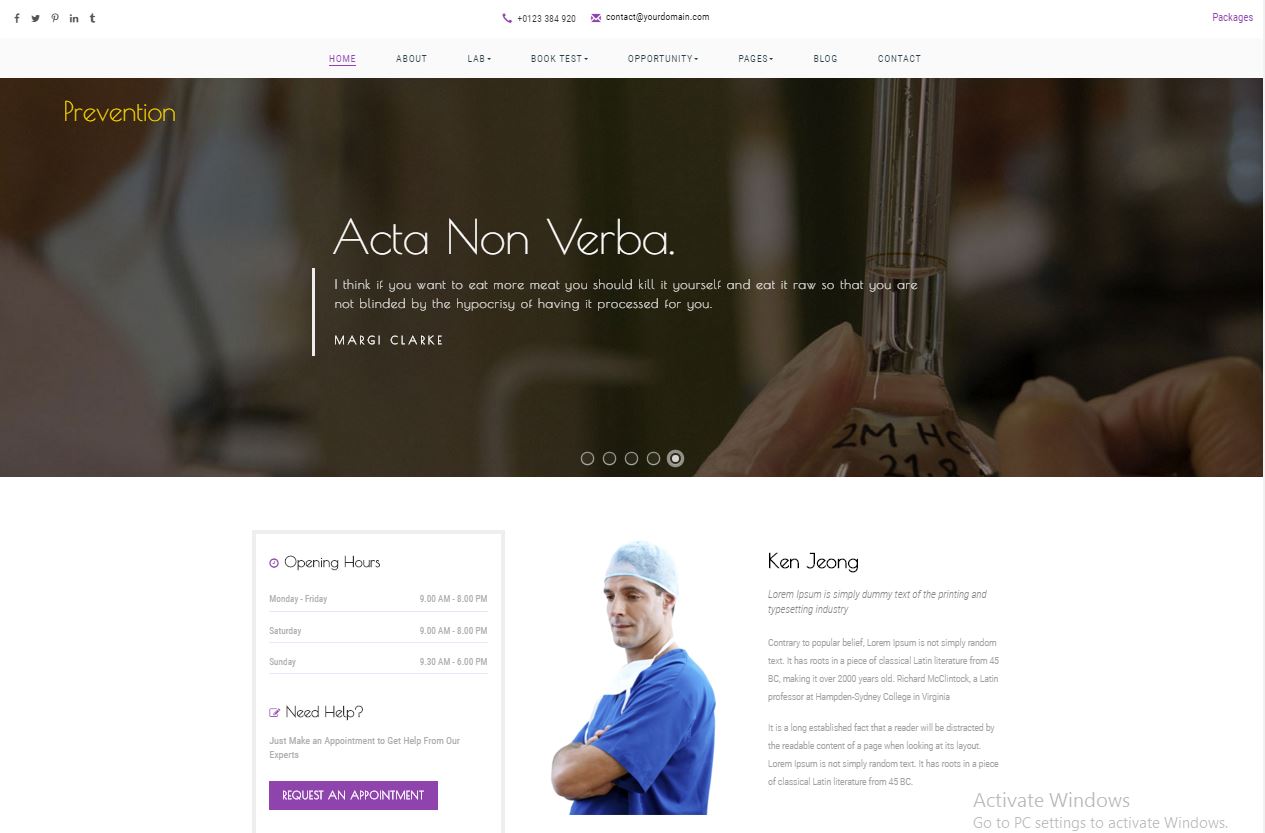 +0123 384 920 contact@yourdomain.com Packages
HOME ABOUT LAB BOOK TEST OPPORTUNITY PAGES BLOG CONTACT
Prevention
Acta Non Verba.
I think if you want to eat more meat you should kill it yourself and eat it raw so that you are
not blinded by the hypocrisy of having it processed for you.
MARGI CLARKE
2M HC
21.8
Opening Hours
Monday - Friday 9.00 AM - 8.00 PM
Saturday 9.00 AM - 8.00 PM
Sunday 9.30 AM - 6.00 PM
Need Help?
Just Make an Appointment to Get Help From Our
Experts
REQUEST AN APPOINTMENT
Ken Jeong
Lorem Ipsum is simply dummy text of the printing and
typesetting industry
Contrary to popular belief, Lorem Ipsum is not simply random
text. It has roots in a piece of classical Latin literature from 45
BC, making it over 2000 years old. Richard McClintock, a Latin
professor at Hampden-Sydney College in Virginia
It is a long established fact that a reader will be distracted by
the readable content of a page when looking at its layout.
Lorem Ipsum is not simply random text. It has roots in a piece
of classical Latin literature from 45 BC.
Activate Windows
Go to PC settings to activate Windows.